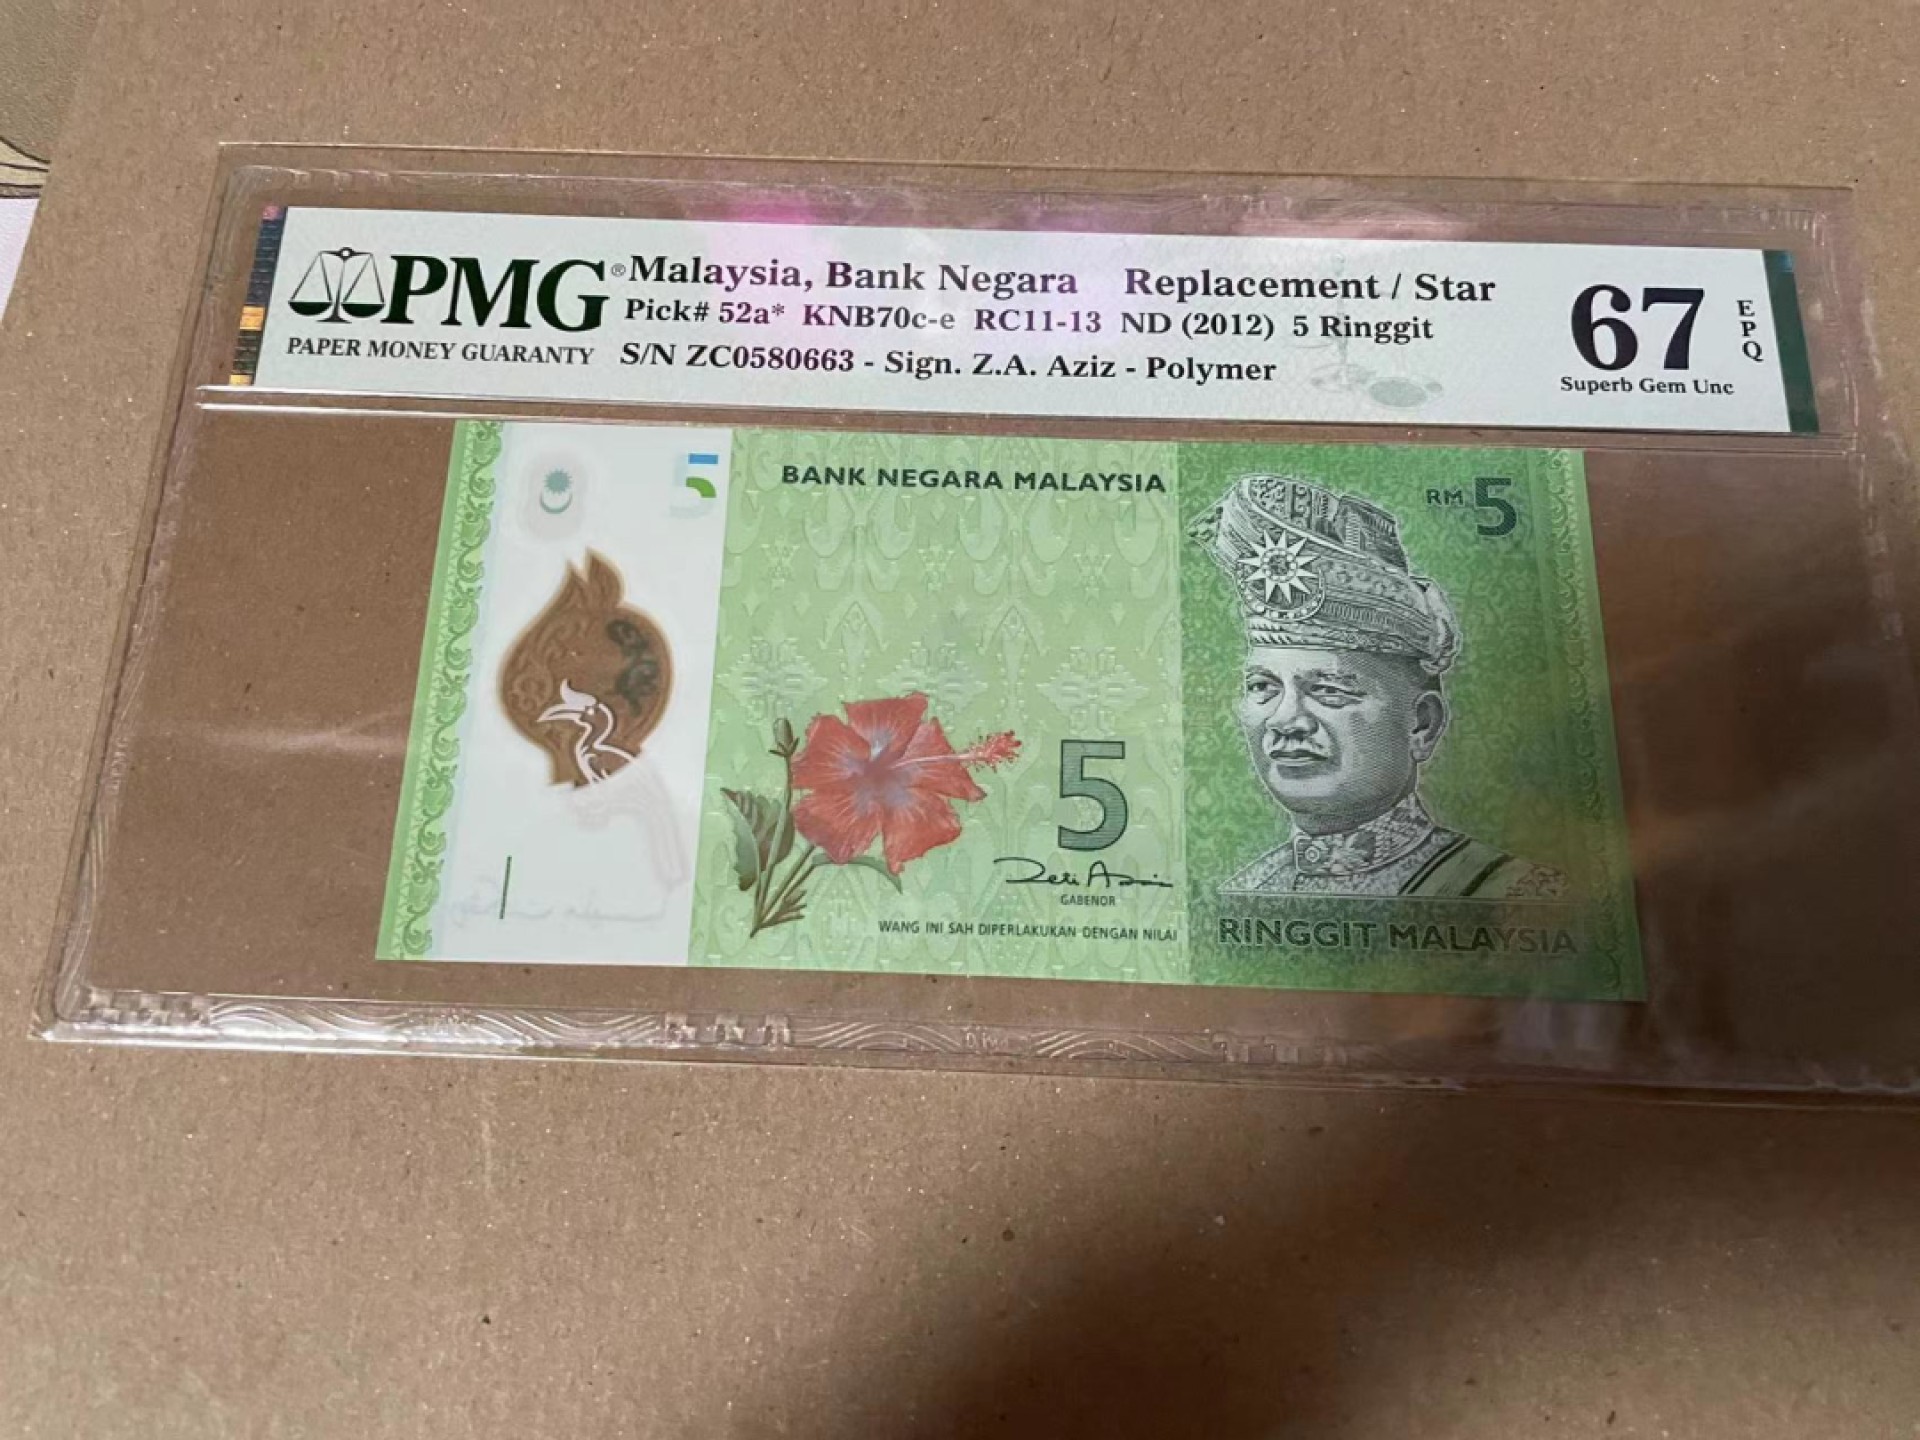 PMG®
PAPER MONEY GUARANTY
Malaysia, Bank Negara Replacement / Star
Pick# 52a* KNB70c-e RC11-13 ND (2012) 5 Ringgit
S/N ZC0580663 - Sign. Z.A. Aziz - Polymer
67
EPQ
Superb Gem Unc
5
BANK NEGARA MALAYSIA
RM 5
5
Zeti Aziz
GABENOR
WANG INI SAH DIPERLAKUKAN DENGAN NILAI
RINGGIT MALAYSIA